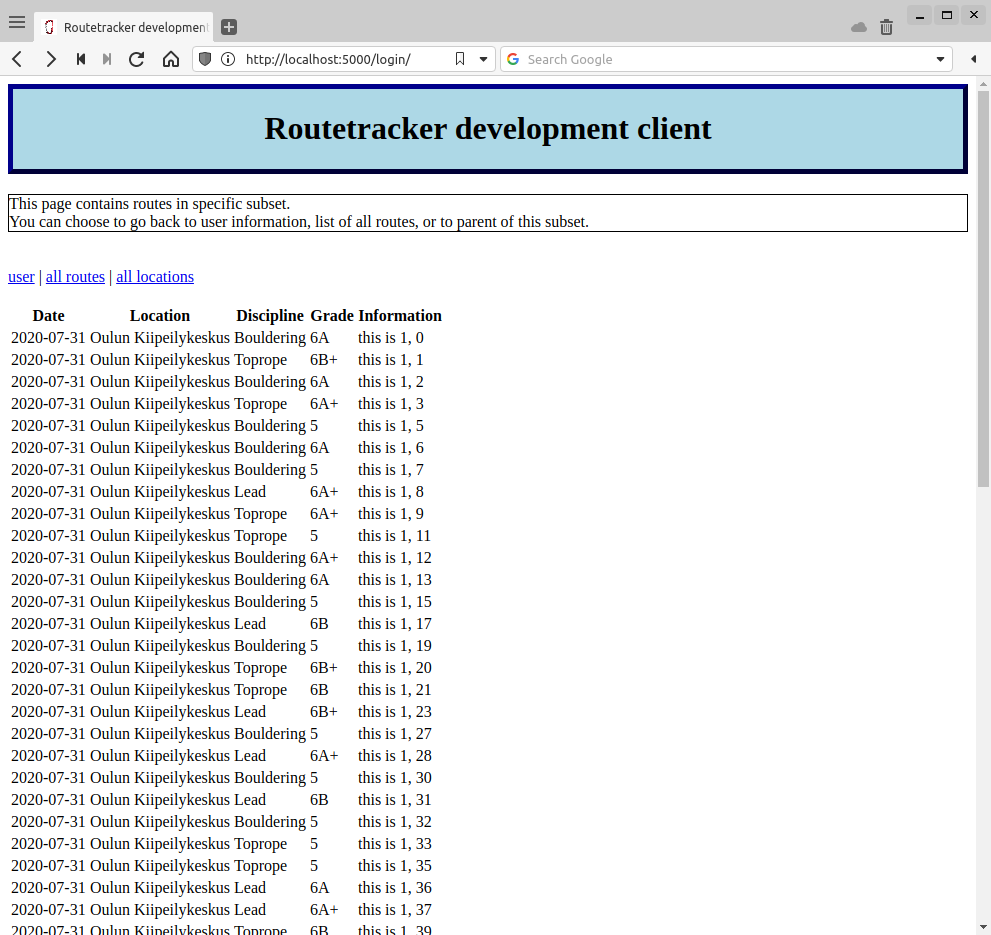 Routetracker development
http://localhost:5000/login/
Search Google
Routetracker development client
This page contains routes in specific subset.
You can choose to go back to user information, list of all routes, or to parent of this subset.
user | all routes | all locations
Date Location Discipline Grade Information
2020-07-31 Oulun Kiipeilykeskus Bouldering 6A this is 1, 0
2020-07-31 Oulun Kiipeilykeskus Toprope 6B+ this is 1, 1
2020-07-31 Oulun Kiipeilykeskus Bouldering 6A this is 1, 2
2020-07-31 Oulun Kiipeilykeskus Toprope 6A+ this is 1, 3
2020-07-31 Oulun Kiipeilykeskus Bouldering 5 this is 1, 5
2020-07-31 Oulun Kiipeilykeskus Bouldering 6A this is 1, 6
2020-07-31 Oulun Kiipeilykeskus Bouldering 5 this is 1, 7
2020-07-31 Oulun Kiipeilykeskus Lead 6A+ this is 1, 8
2020-07-31 Oulun Kiipeilykeskus Toprope 6A+ this is 1, 9
2020-07-31 Oulun Kiipeilykeskus Toprope 5 this is 1, 11
2020-07-31 Oulun Kiipeilykeskus Bouldering 6A+ this is 1, 12
2020-07-31 Oulun Kiipeilykeskus Bouldering 6A this is 1, 13
2020-07-31 Oulun Kiipeilykeskus Bouldering 5 this is 1, 15
2020-07-31 Oulun Kiipeilykeskus Lead 6B this is 1, 17
2020-07-31 Oulun Kiipeilykeskus Bouldering 5 this is 1, 19
2020-07-31 Oulun Kiipeilykeskus Toprope 6B+ this is 1, 20
2020-07-31 Oulun Kiipeilykeskus Toprope 6B this is 1, 21
2020-07-31 Oulun Kiipeilykeskus Lead 6B+ this is 1, 23
2020-07-31 Oulun Kiipeilykeskus Bouldering 5 this is 1, 27
2020-07-31 Oulun Kiipeilykeskus Lead 6A+ this is 1, 28
2020-07-31 Oulun Kiipeilykeskus Bouldering 5 this is 1, 30
2020-07-31 Oulun Kiipeilykeskus Lead 6B this is 1, 31
2020-07-31 Oulun Kiipeilykeskus Bouldering 5 this is 1, 32
2020-07-31 Oulun Kiipeilykeskus Toprope 5 this is 1, 33
2020-07-31 Oulun Kiipeilykeskus Toprope 5 this is 1, 35
2020-07-31 Oulun Kiipeilykeskus Lead 6A this is 1, 36
2020-07-31 Oulun Kiipeilykeskus Lead 6A+ this is 1, 37
2020-07-31 Oulun Kiipeilykeskus Toprope 6B this is 1, 39